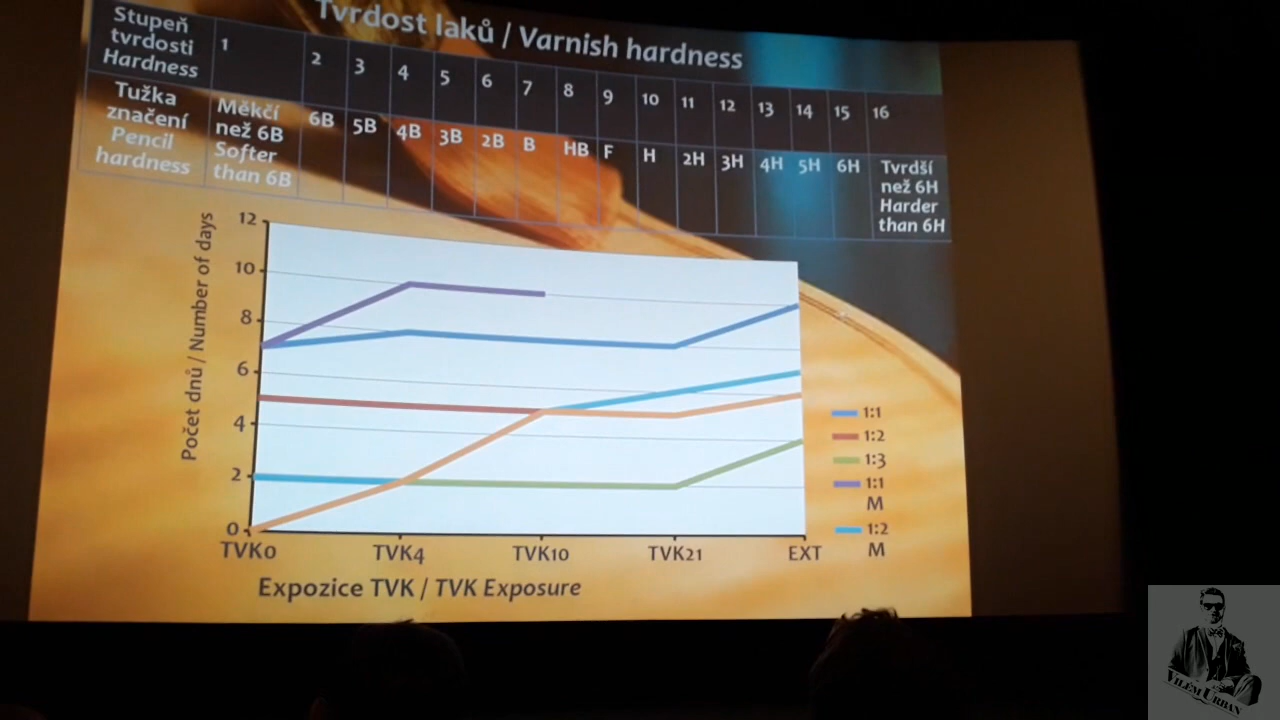 Tvrdost laků / Varnish hardness
Stupeň
tvrdosti
Hardness
1 2 3 4 5 6 7 8 9 10 11 12 13 14 15 16
Tužka
značení
Pencil
hardness
Měkčí
než 6B
Softer
than 6B
6B 5B 4B 3B 2B B HB F H 2H 3H 4H 5H 6H
Tvrdší
než 6H
Harder
than 6H
Počet dnů / Number of days
12
10
8
6
4
2
0
TVK0 TVK4 TVK10 TVK21 EXT
Expozice TVK / TVK Exposure
1:1
1:2
1:3
1:1
M
1:2
M
VILÉM URBAN